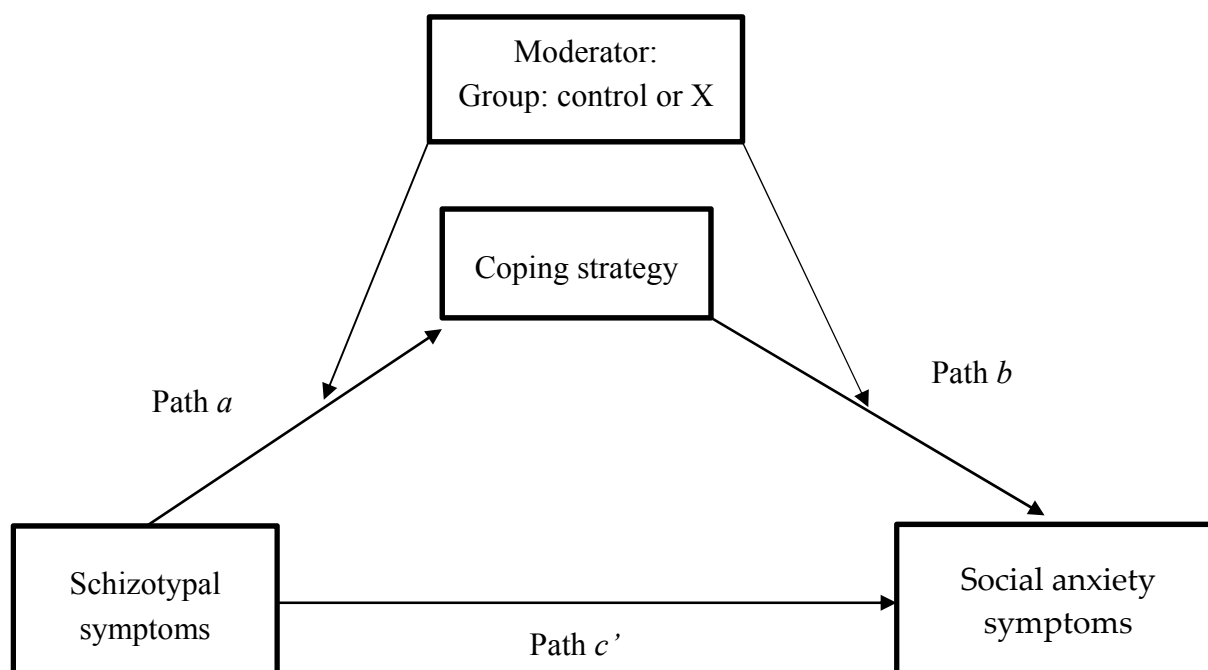 Moderator:
Group: control or X
Coping strategy
Path a
Path b
Schizotypal
symptoms
Social anxiety
symptoms
Path c’